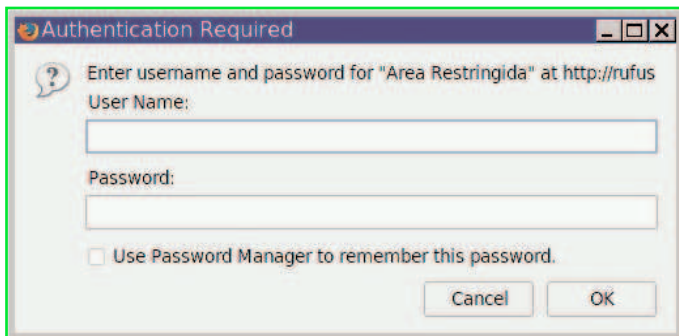 Authentication Required
Enter username and password for "Area Restringida" at http://rufus
User Name:
Password:
Use Password Manager to remember this password.
Cancel OK